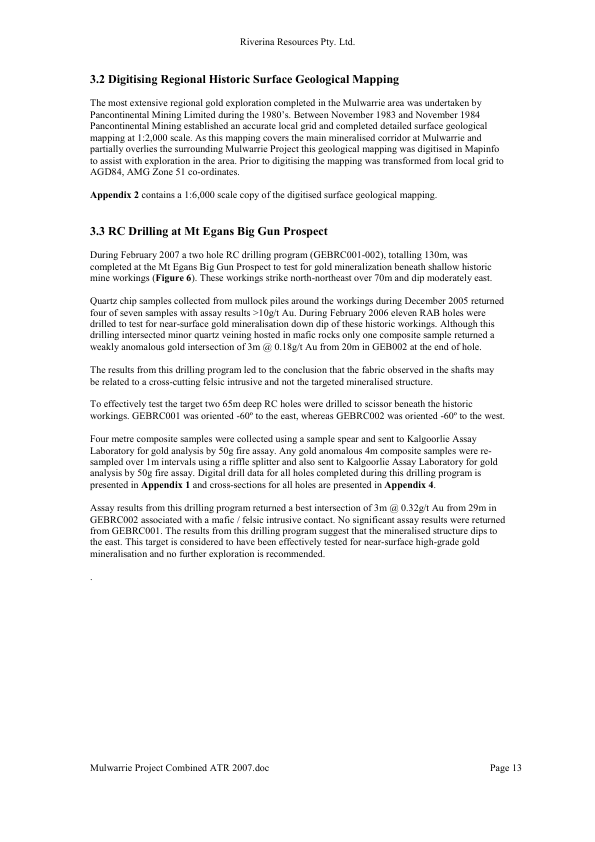 Riverina Resources Pty. Ltd.
3.2 Digitising Regional Historic Surface Geological Mapping
The most extensive regional gold exploration completed in the Mulwarrie area was undertaken by
Pancontinental Mining Limited during the 1980's. Between November 1983 and November 1984
Pancontinental Mining established an accurate local grid and completed detailed surface geological
mapping at 1:2,000 scale. As this mapping covers the main mineralised corridor at Mulwarrie and
partially overlies the surrounding Mulwarrie Project this geological mapping was digitised in Mapinfo
to assist with exploration in the area. Prior to digitising the mapping was transformed from local grid to
AGD84, AMG Zone 51 co-ordinates.
Appendix 2 contains a 1:6,000 scale copy of the digitised surface geological mapping.
3.3 RC Drilling at Mt Egans Big Gun Prospect
During February 2007 a two hole RC drilling program (GEBRC001-002), totalling 130m, was
completed at the Mt Egans Big Gun Prospect to test for gold mineralization beneath shallow historic
mine workings (Figure 6). These workings strike north-northeast over 70m and dip moderately east.
Quartz chip samples collected from mullock piles around the workings during December 2005 returned
four of seven samples with assay results >10g/t Au. During February 2006 eleven RAB holes were
drilled to test for near-surface gold mineralisation down dip of these historic workings. Although this
drilling intersected minor quartz veining hosted in mafic rocks only one composite sample returned a
weakly anomalous gold intersection of 3m @ 0.18g/t Au from 20m in GEB002 at the end of hole.
The results from this drilling program led to the conclusion that the fabric observed in the shafts may
be related to a cross-cutting felsic intrusive and not the targeted mineralised structure.
To effectively test the target two 65m deep RC holes were drilled to scissor beneath the historic
workings. GEBRC001 was oriented -60º to the east, whereas GEBRC002 was oriented -60º to the west.
Four metre composite samples were collected using a sample spear and sent to Kalgoorlie Assay
Laboratory for gold analysis by 50g fire assay. Any gold anomalous 4m composite samples were re-
sampled over 1m intervals using a riffle splitter and also sent to Kalgoorlie Assay Laboratory for gold
analysis by 50g fire assay. Digital drill data for all holes completed during this drilling program is
presented in Appendix 1 and cross-sections for all holes are presented in Appendix 4.
Assay results from this drilling program returned a best intersection of 3m @ 0.32g/t Au from 29m in
GEBRC002 associated with a mafic / felsic intrusive contact. No significant assay results were returned
from GEBRC001. The results from this drilling program suggest that the mineralised structure dips to
the east. This target is considered to have been effectively tested for near-surface high-grade gold
mineralisation and no further exploration is recommended.
.
Mulwarrie Project Combined ATR 2007.doc Page 13